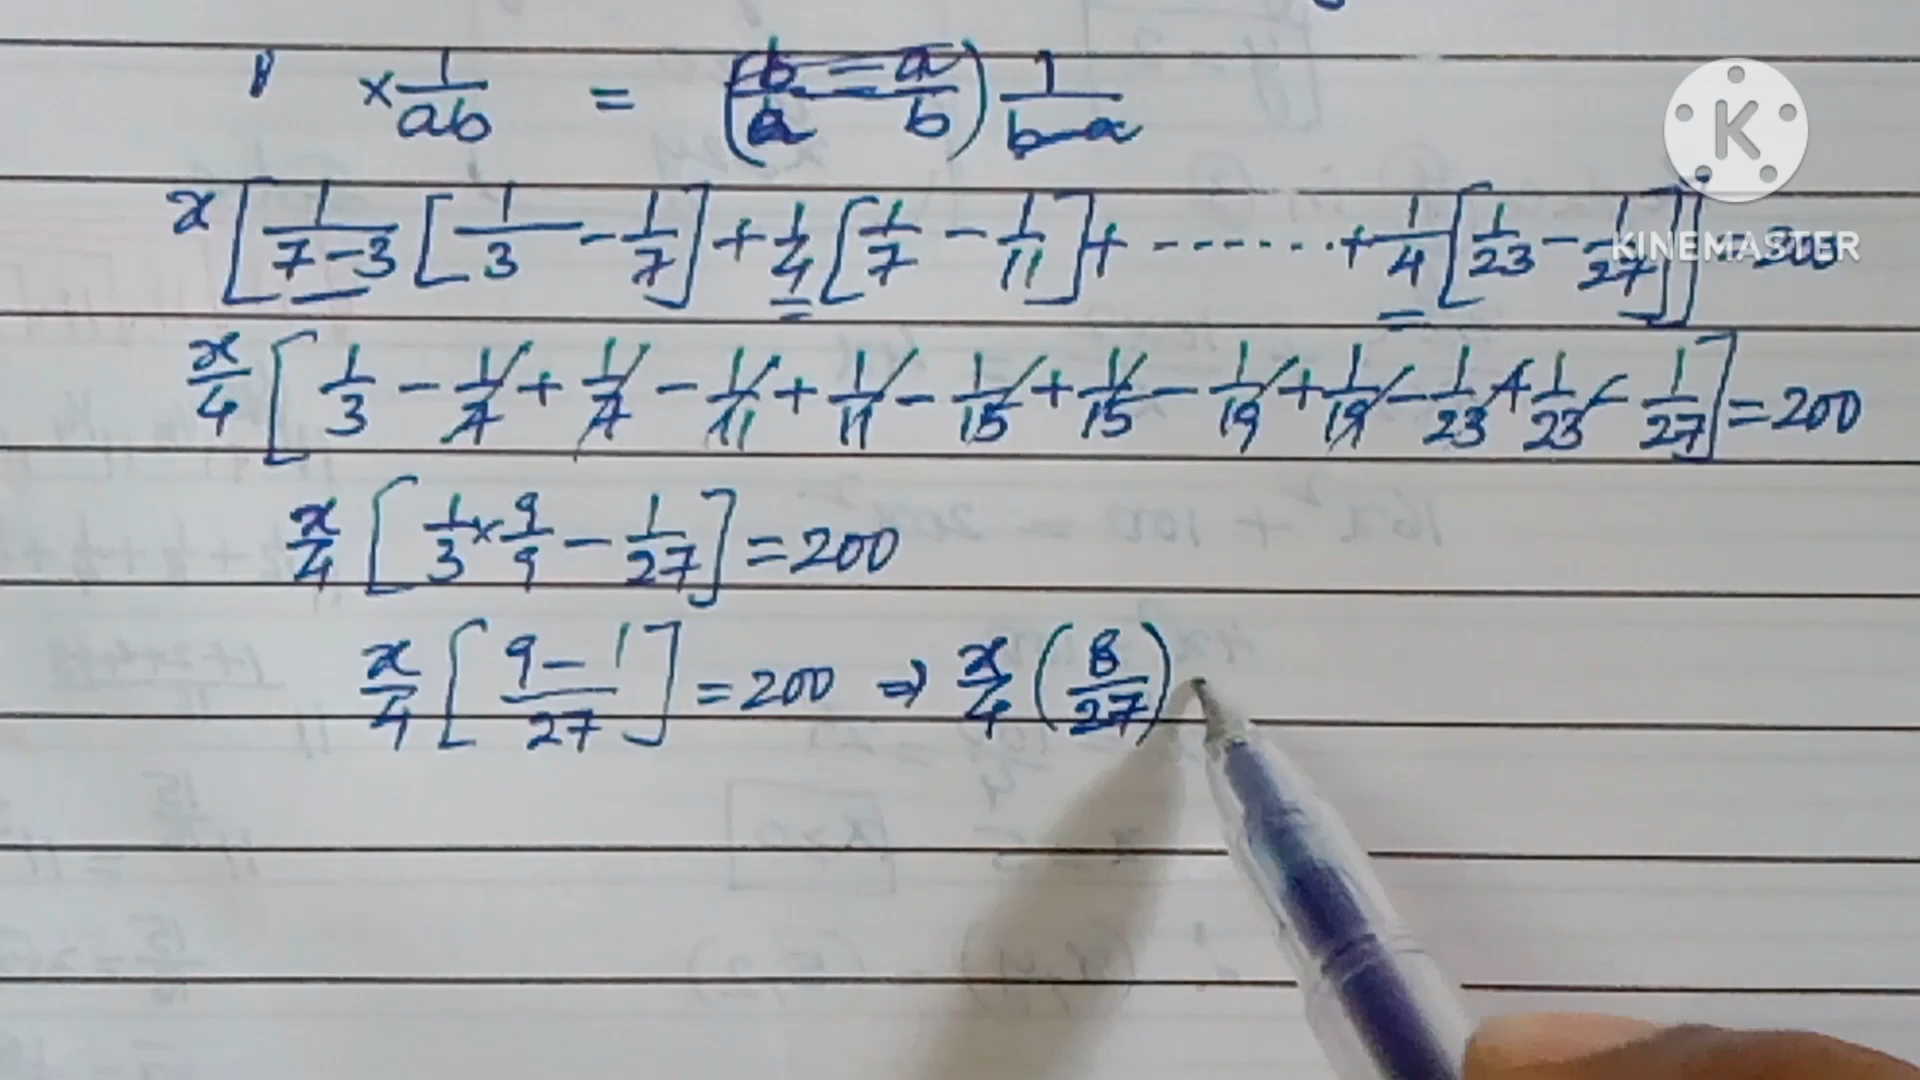 1 × 1/ab = (b/a − a/b) 1/b-a
x[1/7-3[1/3 - 1/7] + 1/4[1/7 - 1/11] + ------- + 1/4[1/23 - 1/27]] = 200
x/4[1/3 - 1/7 + 1/7 - 1/11 + 1/11 - 1/15 + 1/15 - 1/19 + 1/19 - 1/23 + 1/23 - 1/27] = 200
x/4[1/3 × 9/9 - 1/27] = 200
x/4[9-1/27] = 200 ⇒ x/4(8/27)
K
KINEMASTER